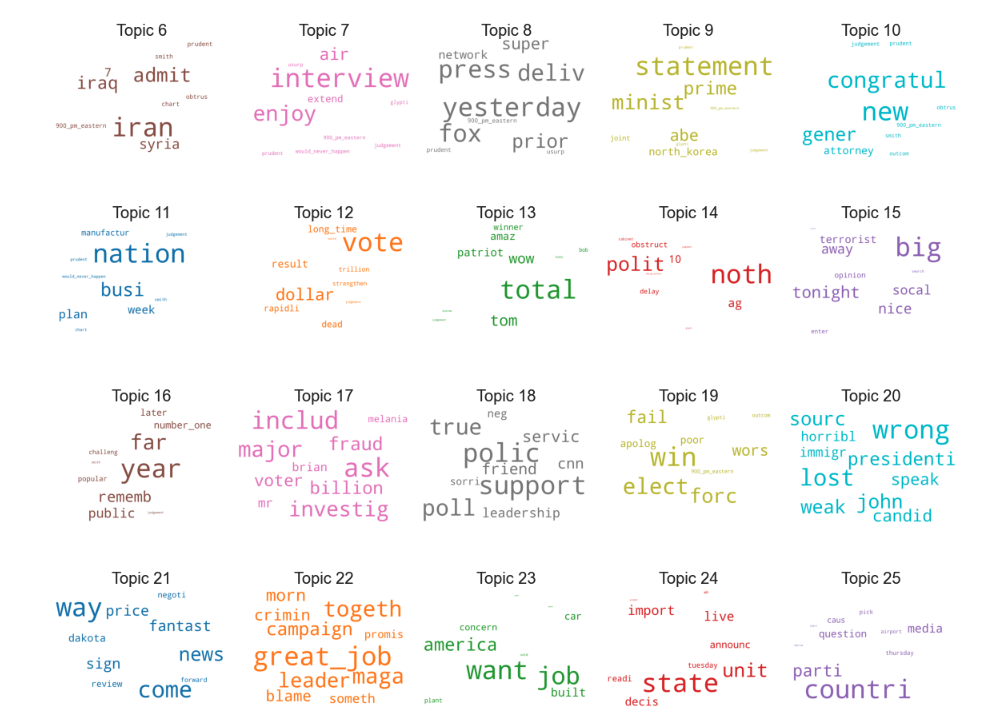 Topic 6
Topic 7
Topic 8
Topic 9
Topic 10
prudent
smith
7
iraq
admit
obtrus
chart
900_pm_eastern
iran
syria
air
usurp
interview
extend
glypti
enjoy
900_pm_eastern
judgement
prudent
would_never_happen
super
network
press
deliv
yesterday
900_pm_eastern
fox
prior
prudent
usurp
statement
prime
minist
900_pm_eastern
abe
joint
north_korea
judgement
prudent
congratul
new
obtrus
900_pm_eastern
gener
smith
attorney
outcom
Topic 11
Topic 12
Topic 13
Topic 14
Topic 15
manufactur
judgement
nation
prudent
would_never_happen
busi
smith
plan
week
chart
long_time
vote
result
trillion
strengthen
dollar
rapidli
dead
winner
amaz
patriot
wow
total
tom
obstruct
polit
10
noth
delay
ag
terrorist
away
big
opinion
tonight
socal
nice
enter
Topic 16
Topic 17
Topic 18
Topic 19
Topic 20
later
number_one
far
challeng
year
popular
rememb
public
judgement
includ
melania
major
fraud
brian
ask
voter
billion
mr
investig
neg
true
servic
polic
friend
cnn
sorri
support
poll
leadership
fail
glypti
outcom
apolog
poor
win
wors
900_pm_eastern
elect
forc
sourc
wrong
horribl
immigr
presidenti
lost
speak
weak
john
candid
Topic 21
Topic 22
Topic 23
Topic 24
Topic 25
negoti
way
price
fantast
dakota
sign
news
review
forward
come
morn
togeth
crimin
campaign
promis
great_job
leader
maga
blame
someth
car
concern
america
want
job
built
plant
import
live
announc
tuesday
unit
readi
state
decis
pick
caus
question
airport
media
thursday
parti
countri